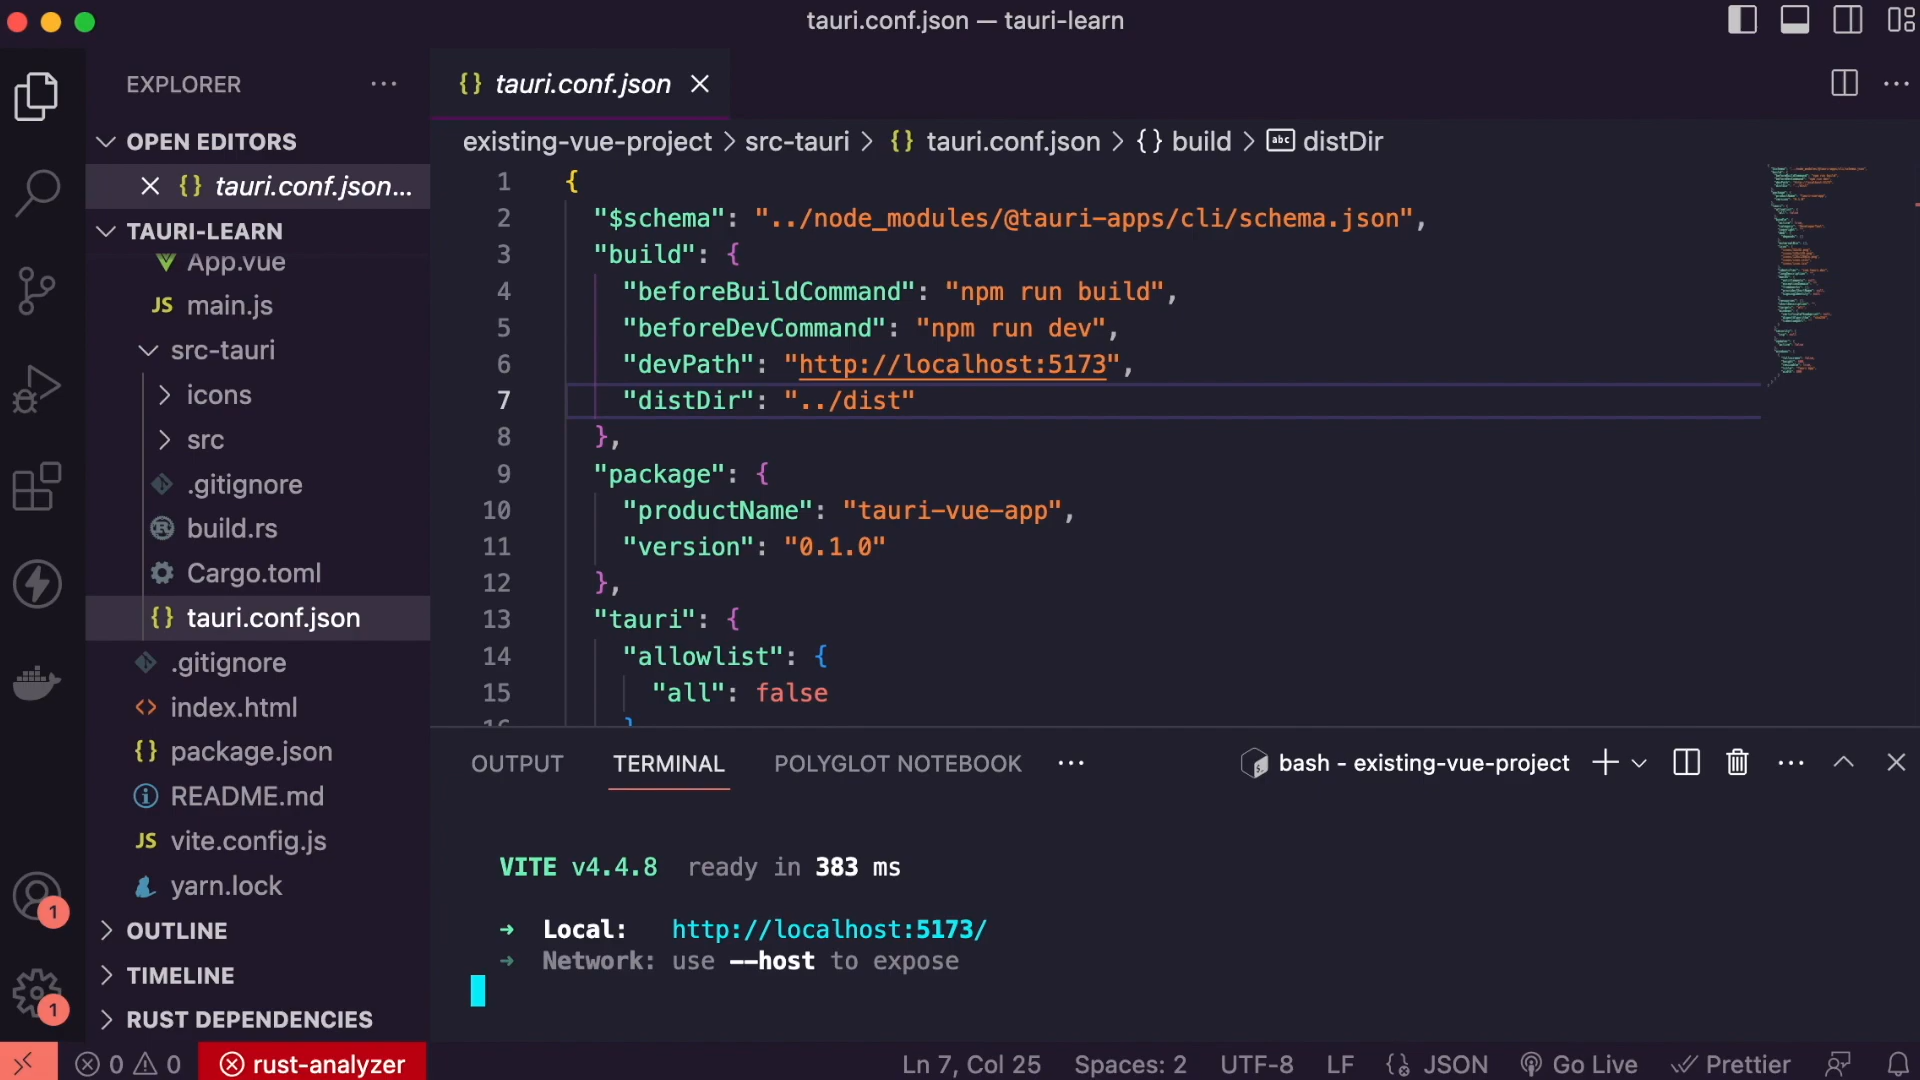 tauri.conf.json — tauri-learn
EXPLORER
OPEN EDITORS
tauri.conf.json...
TAURI-LEARN
App.vue
JS main.js
src-tauri
icons
src
.gitignore
build.rs
Cargo.toml
{} tauri.conf.json
.gitignore
<> index.html
{} package.json
README.md
JS vite.config.js
yarn.lock
OUTLINE
TIMELINE
RUST DEPENDENCIES
1
1
{} tauri.conf.json
existing-vue-project > src-tauri > {} tauri.conf.json > {} build > abc distDir
1 {
2 "$schema": "../node_modules/@tauri-apps/cli/schema.json",
3 "build": {
4 "beforeBuildCommand": "npm run build",
5 "beforeDevCommand": "npm run dev",
6 "devPath": "http://localhost:5173",
7 "distDir": "../dist"
8 },
9 "package": {
10 "productName": "tauri-vue-app",
11 "version": "0.1.0"
12 },
13 "tauri": {
14 "allowlist": {
15 "all": false
OUTPUT TERMINAL POLYGLOT NOTEBOOK ... bash - existing-vue-project
VITE v4.4.8 ready in 383 ms
➜ Local: http://localhost:5173/
➜ Network: use --host to expose
0 0 rust-analyzer Ln 7, Col 25 Spaces: 2 UTF-8 LF JSON Go Live Prettier